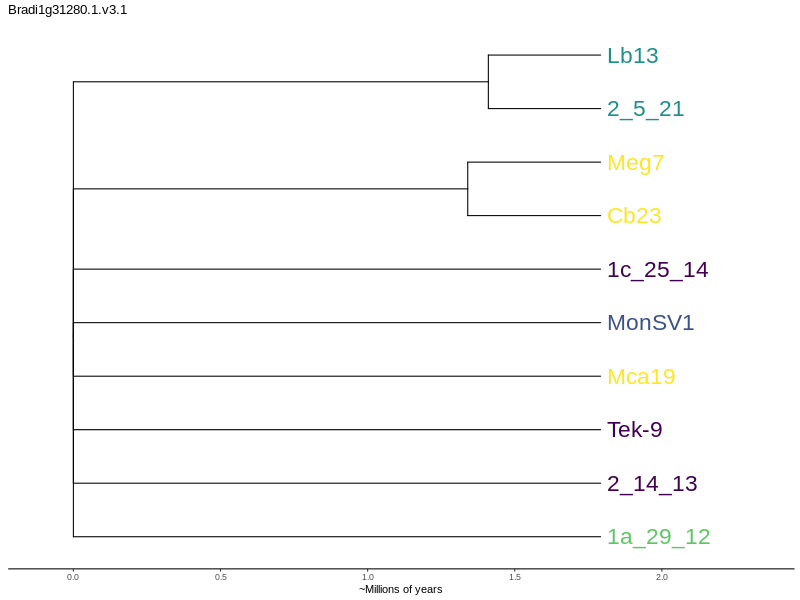 Bradi1g31280.1.v3.1
Lb13
2_5_21
Meg7
Cb23
1c_25_14
MonSV1
Mca19
Tek-9
2_14_13
1a_29_12
0.0 0.5 1.0 1.5 2.0
~Millions of years